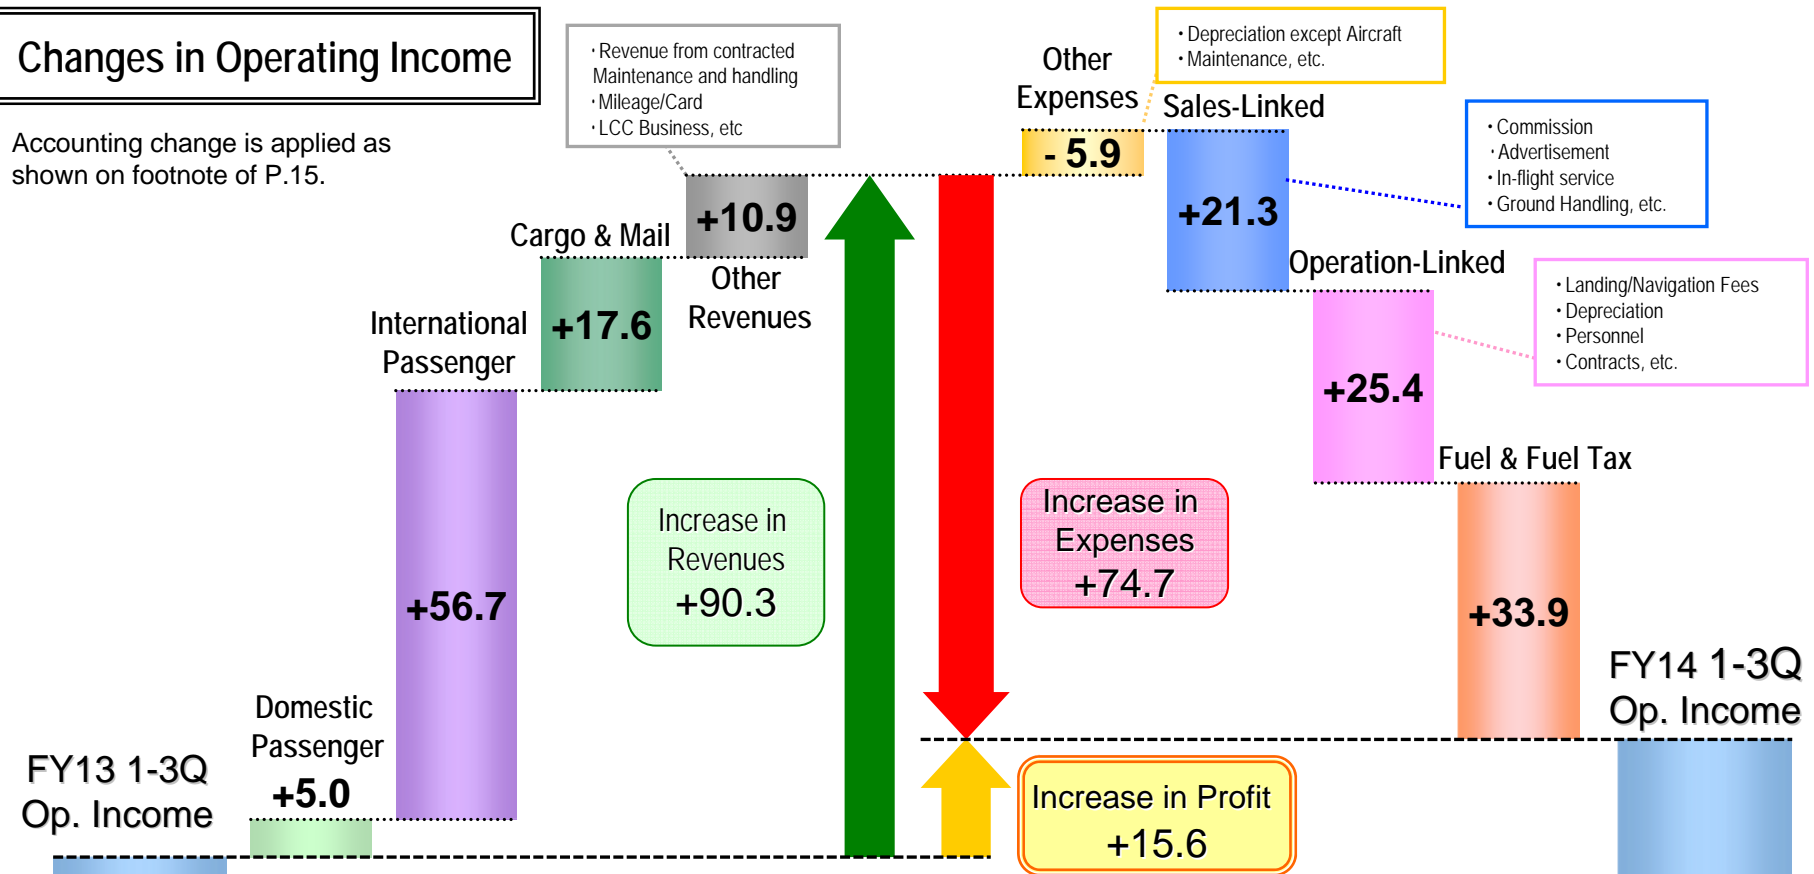 Changes in Operating Income
Accounting change is applied as
shown on footnote of P.15.
・Revenue from contracted
Maintenance and handling
・Mileage/Card
・LCC Business, etc
Other
Expenses
・Depreciation except Aircraft
・Maintenance, etc.
- 5.9
Sales-Linked
+21.3
・Commission
・Advertisement
・In-flight service
・Ground Handling, etc.
+10.9
Other
Revenues
Cargo & Mail
+17.6
International
Passenger
+56.7
Operation-Linked
+25.4
・Landing/Navigation Fees
・Depreciation
・Personnel
・Contracts, etc.
Fuel & Fuel Tax
+33.9
Increase in
Revenues
+90.3
Increase in
Expenses
+74.7
Domestic
Passenger
+5.0
FY13 1-3Q
Op. Income
Increase in Profit
+15.6
FY14 1-3Q
Op. Income